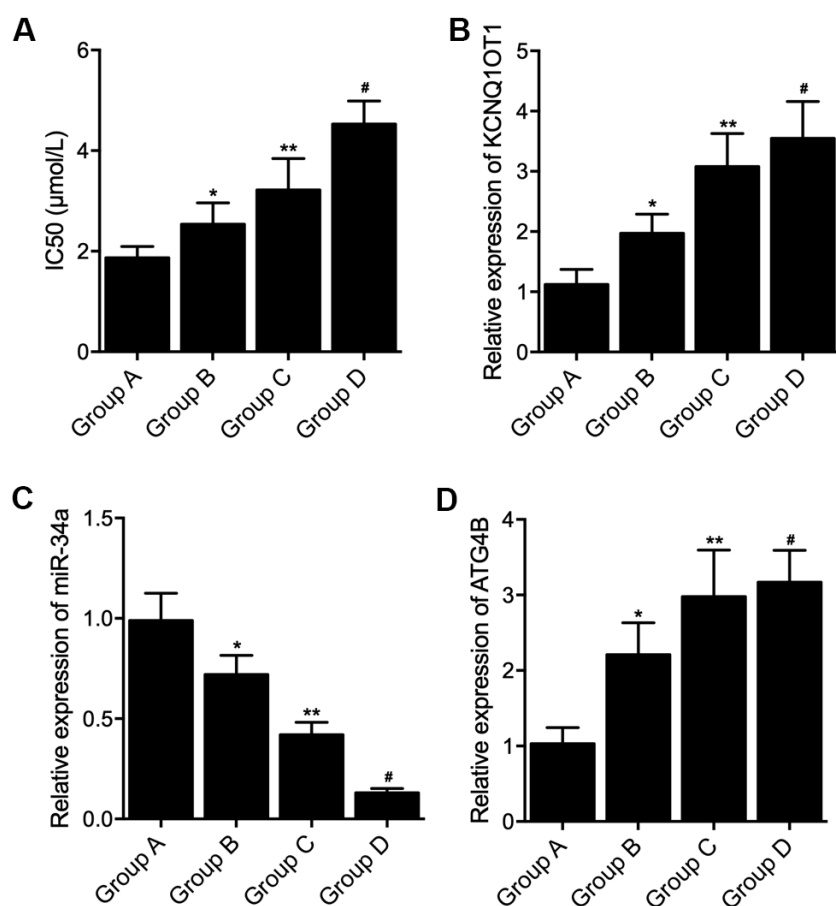 A
IC50 (µmol/L)
6
4
2
0
*
**
#
Group A
Group B
Group C
Group D
B
Relative expression of KCNQ1OT1
5
4
3
2
1
0
*
**
#
Group A
Group B
Group C
Group D
C
Relative expression of miR-34a
1.5
1.0
0.5
0.0
*
**
#
Group A
Group B
Group C
Group D
D
Relative expression of ATG4B
4
3
2
1
0
*
**
#
Group A
Group B
Group C
Group D